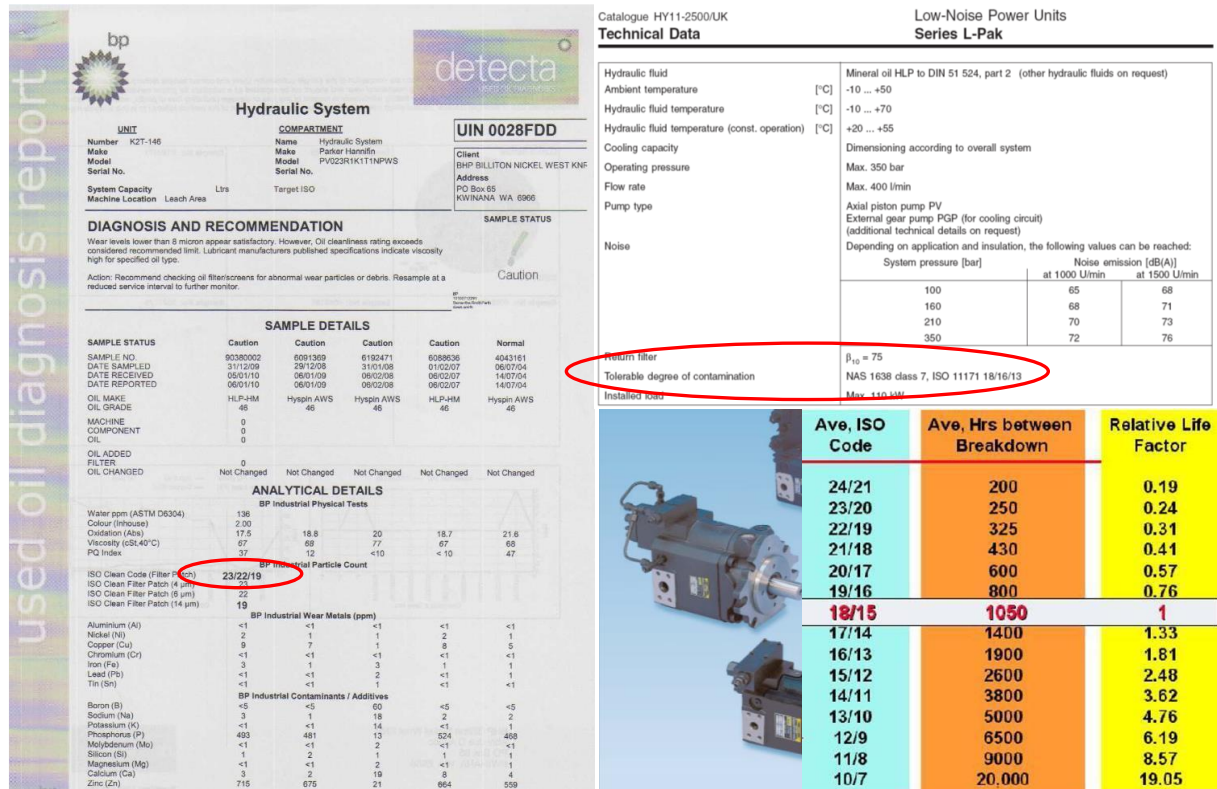 used oil diagnosis report
bp
detecta
Hydraulic System
UNIT
Number K2T-146
Make
Model
Serial No.
System Capacity Ltrs
Machine Location Leach Area
COMPARTMENT
Name Hydraulic System
Make Parker Hannifin
Model PV023R1K1T1NPWS
Serial No.
Target ISO
UIN 0028FDD
Client
BHP BILLITON NICKEL WEST KNR
Address
PO Box 65
KWINANA WA 6966
DIAGNOSIS AND RECOMMENDATION
Wear levels lower than 8 micron appear satisfactory. However, Oil cleanliness rating exceeds
considered recommended limit. Lubricant manufacturers published specifications indicate viscosity
high for specified oil type.
Action: Recommend checking oil filter/screens for abnormal wear particles or debris. Resample at a
reduced service interval to further monitor.
SAMPLE STATUS
Caution
SAMPLE DETAILS
SAMPLE STATUS Caution Caution Caution Caution Normal
SAMPLE NO. 90380002 6091369 6192471 6088636 4043161
DATE SAMPLED 31/12/09 29/12/08 31/01/08 01/02/07 06/07/04
DATE RECEIVED 05/01/10 06/01/09 06/02/08 06/02/07 14/07/04
DATE REPORTED 06/01/10 06/01/09 06/02/08 06/02/07 14/07/04
OIL MAKE HLP-HM Hyspin AWS Hyspin AWS HLP-HM Hyspin AWS
OIL GRADE 46 46 46 46 46
MACHINE 0
COMPONENT 0
OIL 0
OIL ADDED
FILTER 0
OIL CHANGED Not Changed Not Changed Not Changed Not Changed Not Changed
ANALYTICAL DETAILS
BP Industrial Physical Tests
Water ppm (ASTM D6304) 136
Colour (Inhouse) 2.00
Oxidation (Abs) 17.5 18.8 20 18.7 21.6
Viscosity (cSt,40°C) 67 68 77 67 68
PQ Index 37 12 <10 < 10 47
BP Industrial Particle Count
ISO Clean Code (Filter Patch) 23/22/19
ISO Clean Filter Patch (4 µm) 23
ISO Clean Filter Patch (6 µm) 22
ISO Clean Filter Patch (14 µm) 19
BP Industrial Wear Metals (ppm)
Aluminium (Al) <1 <1 <1 <1 <1
Nickel (Ni) 2 1 1 2 1
Copper (Cu) 9 7 1 8 5
Chromium (Cr) <1 <1 <1 <1 <1
Iron (Fe) 3 1 3 1 1
Lead (Pb) <1 <1 2 <1 1
Tin (Sn) <1 <1 1 <1 <1
BP Industrial Contaminants / Additives
Boron (B) <5 <5 60 <5 <5
Sodium (Na) 3 1 18 2 2
Potassium (K) <1 <1 14 <1 1
Phosphorus (P) 493 481 13 524 468
Molybdenum (Mo) <1 <1 2 <1 <1
Silicon (Si) 1 2 1 1 1
Magnesium (Mg) <1 <1 2 <1 1
Calcium (Ca) 3 2 19 8 4
Zinc (Zn) 715 675 21 664 559
Catalogue HY11-2500/UK
Technical Data
Low-Noise Power Units
Series L-Pak
Hydraulic fluid Mineral oil HLP to DIN 51 524, part 2 (other hydraulic fluids on request)
Ambient temperature [°C] -10 ... +50
Hydraulic fluid temperature [°C] -10 ... +70
Hydraulic fluid temperature (const. operation) [°C] +20 ... +55
Cooling capacity Dimensioning according to overall system
Operating pressure Max. 350 bar
Flow rate Max. 400 l/min
Pump type Axial piston pump PV
External gear pump PGP (for cooling circuit)
(additional technical details on request)
Noise Depending on application and insulation, the following values can be reached:
System pressure [bar] Noise emission [dB(A)]
at 1000 U/min at 1500 U/min
100 65 68
160 68 71
210 70 73
350 72 76
Return filter β10 = 75
Tolerable degree of contamination NAS 1638 class 7, ISO 11171 18/16/13
Installed load Max. 110 kW
Ave, ISO Code Ave, Hrs between Breakdown Relative Life Factor
24/21 200 0.19
23/20 250 0.24
22/19 325 0.31
21/18 430 0.41
20/17 600 0.57
19/16 800 0.76
18/15 1050 1
17/14 1400 1.33
16/13 1900 1.81
15/12 2600 2.48
14/11 3800 3.62
13/10 5000 4.76
12/9 6500 6.19
11/8 9000 8.57
10/7 20,000 19.05